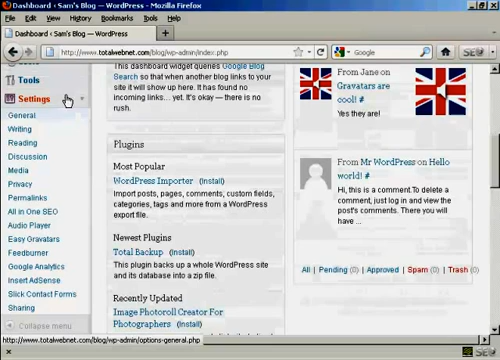 Dashboard ‹ Sam's Blog — WordPress - Mozilla Firefox
File Edit View History Bookmarks Tools Help
Dashboard ‹ Sam's Blog — WordPress
http://www.totalwebnet.com/blog/wp-admin/index.php
Google
SEO
Tools
Settings
General
Writing
Reading
Discussion
Media
Privacy
Permalinks
All in One SEO
Audio Player
Easy Gravatars
Feedburner
Google Analytics
Insert AdSense
Slick Contact Forms
Sharing
Collapse menu
This dashboard widget queries Google Blog
Search so that when another blog links to your
site it will show up here. It has found no
incoming links… yet. It's okay — there is no
rush.
Plugins
Most Popular
WordPress Importer (Install)
Import posts, pages, comments, custom fields,
categories, tags and more from a WordPress
export file.
Newest Plugins
Total Backup (Install)
This plugin backs up a whole WordPress site
and its database into a zip file.
Recently Updated
Image Photoroll Creator For
Photographers (Install)
From Jane on
Gravatars are
cool! #
Yes they are!
From Mr WordPress on Hello
world! #
Hi, this is a comment.To delete a
comment, just log in and view the
post's comments. There you will
have ...
All | Pending (0) | Approved | Spam (0) | Trash (0)
http://www.totalwebnet.com/blog/wp-admin/options-general.php
SEO